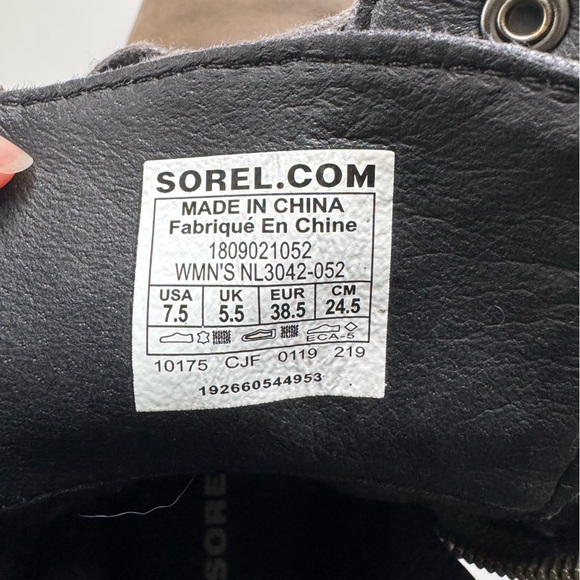 SOREL.COM
MADE IN CHINA
Fabriqué En Chine
1809021052
WMN'S NL3042-052
USA UK EUR CM
7.5 5.5 38.5 24.5
ECA-5
10175 CJF 0119 219
192660544953
SOREL